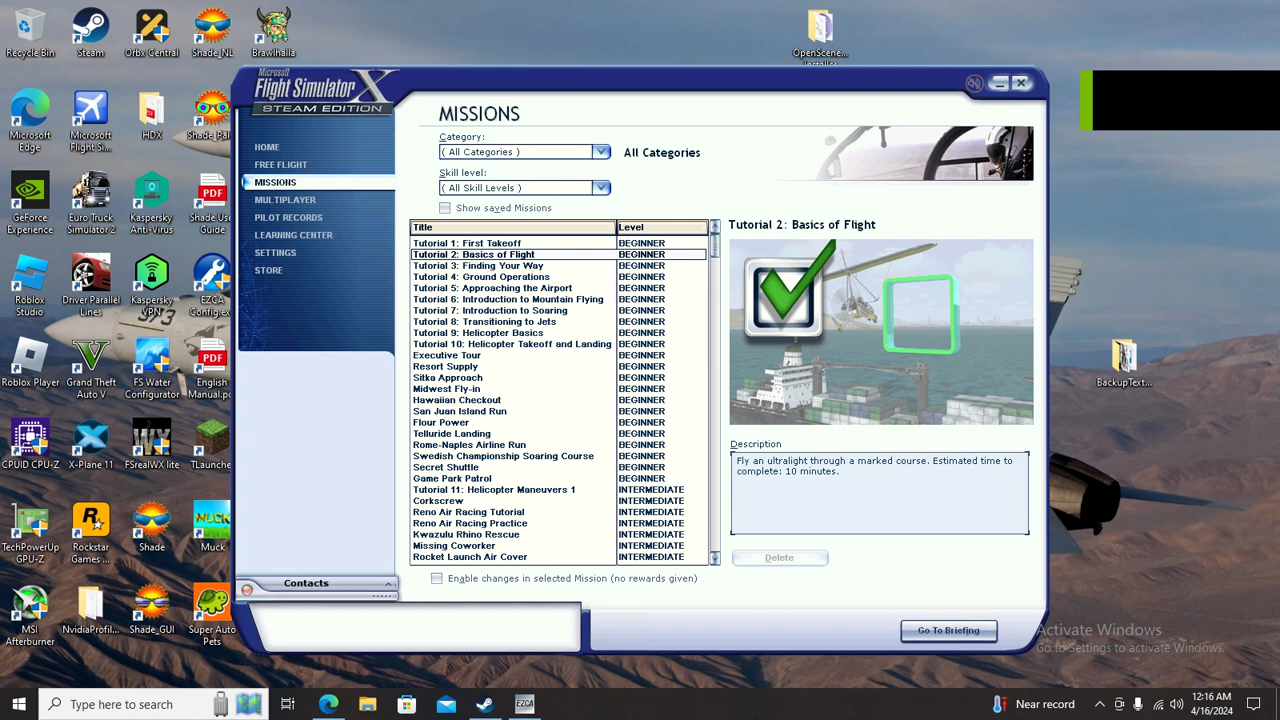 Recycle Bin
Steam
Orbx Central
Shade_NL
Brawlhalla
OpenScene...
Installer
Microsoft Edge
Microsoft Flight Si...
HDX
Shade_Pal
GeForce Experience
Euro Truck Simulator 2
Kaspersky Anti-Virus
Shade Use
Guide
Roblox Studio
Driver Parallel Lines
Kaspersky VPN
EZCA
Config.ex
Roblox Player
Grand Theft Auto V
FS Water Configurator
English
Manual.pd
CPUID CPU-Z
X-Plane 11
FSrealWX lite
TLaunche
TechPowerUp GPU-Z
Rockstar Games ...
Shade
Muck
MSI Afterburner
NvidiaProfil...
Shade_GUI
Super Auto Pets
BackupText...
Microsoft
Flight Simulator X
STEAM EDITION
HOME
FREE FLIGHT
MISSIONS
MULTIPLAYER
PILOT RECORDS
LEARNING CENTER
SETTINGS
STORE
Contacts
MISSIONS
Category:
( All Categories )
All Categories
Skill level:
( All Skill Levels )
Show saved Missions
Title Level
Tutorial 1: First Takeoff BEGINNER
Tutorial 2: Basics of Flight BEGINNER
Tutorial 3: Finding Your Way BEGINNER
Tutorial 4: Ground Operations BEGINNER
Tutorial 5: Approaching the Airport BEGINNER
Tutorial 6: Introduction to Mountain Flying BEGINNER
Tutorial 7: Introduction to Soaring BEGINNER
Tutorial 8: Transitioning to Jets BEGINNER
Tutorial 9: Helicopter Basics BEGINNER
Tutorial 10: Helicopter Takeoff and Landing BEGINNER
Executive Tour BEGINNER
Resort Supply BEGINNER
Sitka Approach BEGINNER
Midwest Fly-in BEGINNER
Hawaiian Checkout BEGINNER
San Juan Island Run BEGINNER
Flour Power BEGINNER
Telluride Landing BEGINNER
Rome-Naples Airline Run BEGINNER
Swedish Championship Soaring Course BEGINNER
Secret Shuttle BEGINNER
Game Park Patrol BEGINNER
Tutorial 11: Helicopter Maneuvers 1 INTERMEDIATE
Corkscrew INTERMEDIATE
Reno Air Racing Tutorial INTERMEDIATE
Reno Air Racing Practice INTERMEDIATE
Kwazulu Rhino Rescue INTERMEDIATE
Missing Coworker INTERMEDIATE
Rocket Launch Air Cover INTERMEDIATE
Enable changes in selected Mission (no rewards given)
Tutorial 2: Basics of Flight
Description
Fly an ultralight through a marked course. Estimated time to
complete: 10 minutes.
Delete
Go To Briefing
Activate Windows
Go to Settings to activate Windows.
Type here to search
EZCA
Near record
12:16 AM
4/16/2024